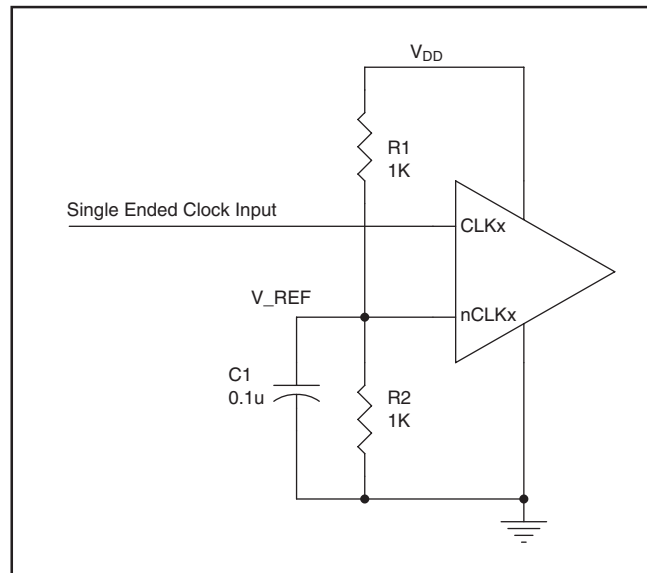 VDD
R1
1K
Single Ended Clock Input
CLKx
V_REF
nCLKx
C1
0.1u
R2
1K